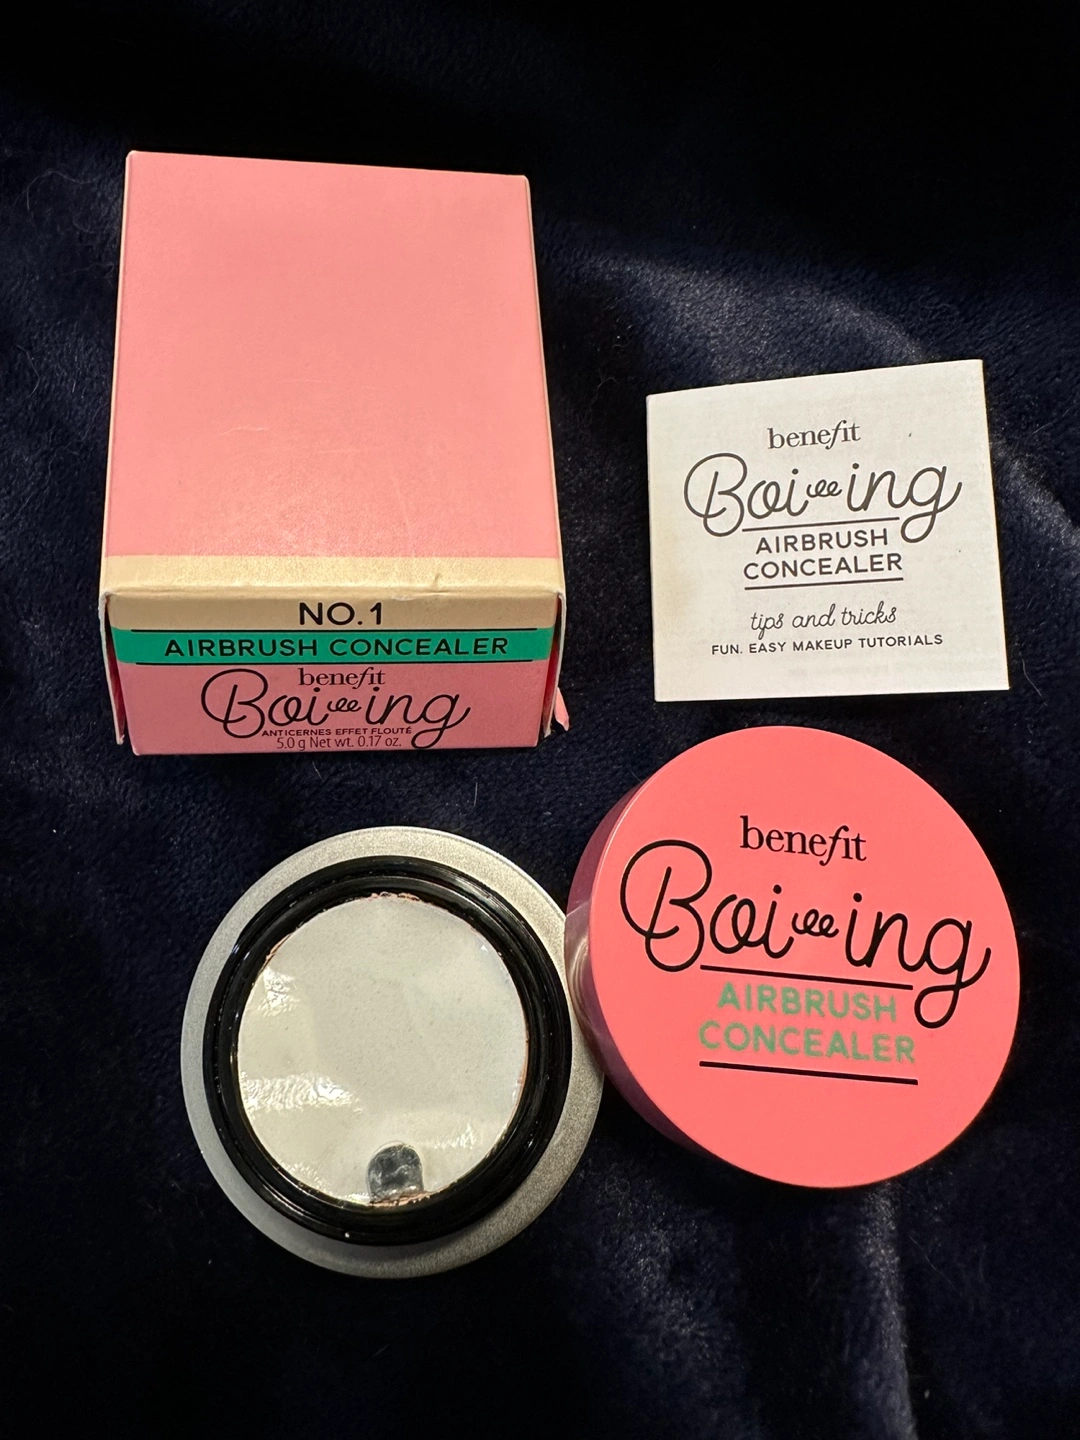 NO.1
AIRBRUSH CONCEALER
benefit
Boi-ing
ANTICERNES EFFET FLOUTÉ
5.0 g Net wt. 0.17 oz.
benefit
Boi-ing
AIRBRUSH
CONCEALER
tips and tricks
FUN. EASY MAKEUP TUTORIALS
benefit
Boi-ing
AIRBRUSH
CONCEALER